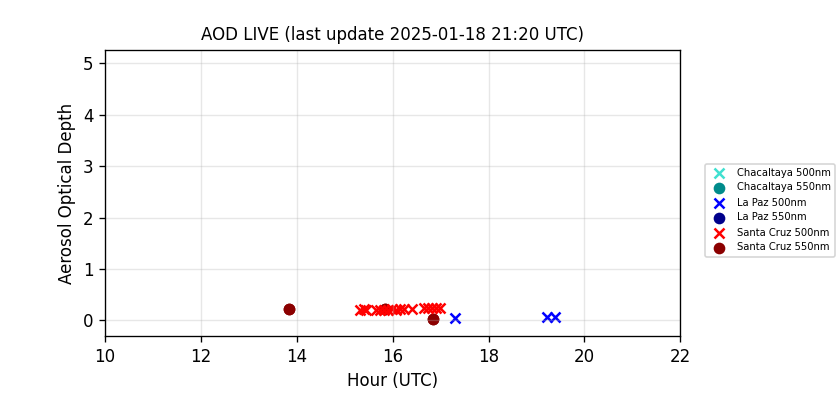 AOD LIVE (last update 2025-01-18 21:20 UTC)
5
4
3
2
1
0
Aerosol Optical Depth
10 12 14 16 18 20 22
Hour (UTC)
Chacaltaya 500nm
Chacaltaya 550nm
La Paz 500nm
La Paz 550nm
Santa Cruz 500nm
Santa Cruz 550nm